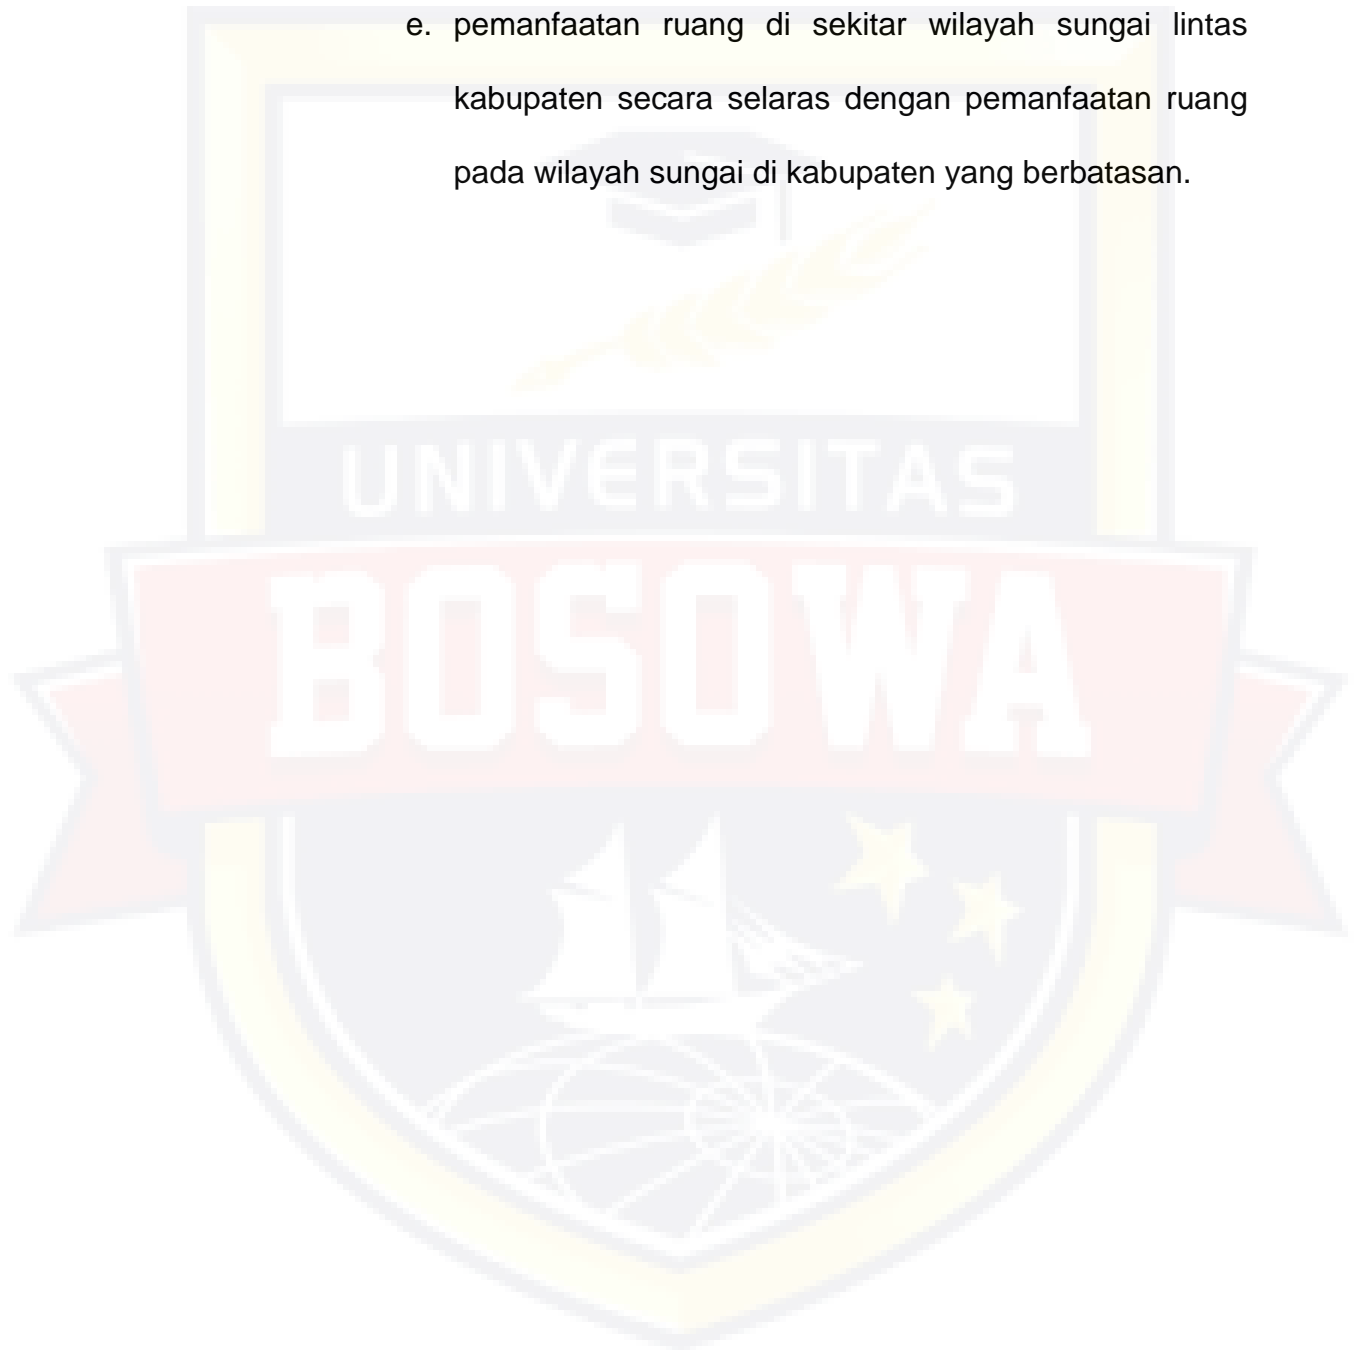 e. pemanfaatan ruang di sekitar wilayah sungai lintas
kabupaten secara selaras dengan pemanfaatan ruang
pada wilayah sungai di kabupaten yang berbatasan.
UNIVERSITAS
BOSOWA